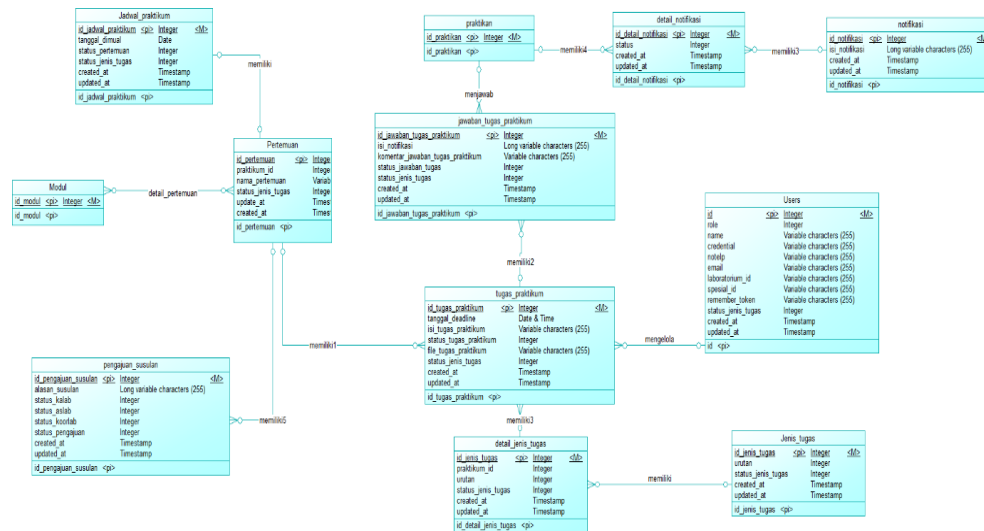 Jadwal_praktikum
id_jadwal_praktikum <pi> Integer <M>
tanggal_dimual Date
status_pertemuan Integer
status_jenis_tugas Integer
created_at Timestamp
updated_at Timestamp
id_jadwal_praktikum <pi>
memiliki
praktikan
id_praktikan <pi> Integer <M>
id_praktikan <pi>
memiliki4
detail_notifikasi
id_detail_notifikasi <pi> Integer <M>
status Integer
created_at Timestamp
updated_at Timestamp
id_detail_notifikasi <pi>
memiliki3
notifikasi
id_notifikasi <pi> Integer <M>
isi_notifikasi Long variable characters (255)
created_at Timestamp
updated_at Timestamp
id_notifikasi <pi>
menjawab
jawaban_tugas_praktikum
id_jawaban_tugas_praktikum <pi> Integer <M>
isi_notifikasi Long variable characters (255)
komentar_jawaban_tugas_praktikum Variable characters (255)
status_jawaban_tugas Integer
status_jenis_tugas Integer
created_at Timestamp
updated_at Timestamp
id_jawaban_tugas_praktikum <pi>
Pertemuan
id_pertemuan <pi> Intege
praktikum_id Intege
nama_pertemuan Variab
status_jenis_tugas Intege
update_at Times
created_at Times
id_pertemuan <pi>
Modul
id_modul <pi> Integer <M>
id_modul <pi>
detail_pertemuan
Users
id <pi> Integer <M>
role Integer
name Variable characters (255)
credential Variable characters (255)
notelp Variable characters (255)
email Variable characters (255)
laboratorium_id Variable characters (255)
spesial_id Variable characters (255)
remember_token Variable characters (255)
status_jenis_tugas Integer
created_at Timestamp
updated_at Timestamp
id <pi>
memiliki2
tugas_praktikum
id_tugas_praktikum <pi> Integer <M>
tanggal_deadline Date & Time
isi_tugas_praktikum Variable characters (255)
status_tugas_praktikum Integer
file_tugas_praktikum Variable characters (255)
status_jenis_tugas Integer
created_at Timestamp
updated_at Timestamp
id_tugas_praktikum <pi>
memiliki1
mengelola
pengajuan_susulan
id_pengajuan_susulan <pi> Integer <M>
alasan_susulan Long variable characters (255)
status_kalab Integer
status_aslab Integer
status_koorlab Integer
status_pengajuan Integer
created_at Timestamp
updated_at Timestamp
id_pengajuan_susulan <pi>
memiliki5
memiliki3
detail_jenis_tugas
id_jenis_tugas <pi> Integer <M>
praktikum_id Integer
urutan Integer
status_jenis_tugas Integer
created_at Timestamp
updated_at Timestamp
id_detail_jenis_tugas <pi>
memiliki
Jenis_tugas
id_jenis_tugas <pi> Integer <M>
urutan Integer
status_jenis_tugas Integer
created_at Timestamp
updated_at Timestamp
id_jenis_tugas <pi>